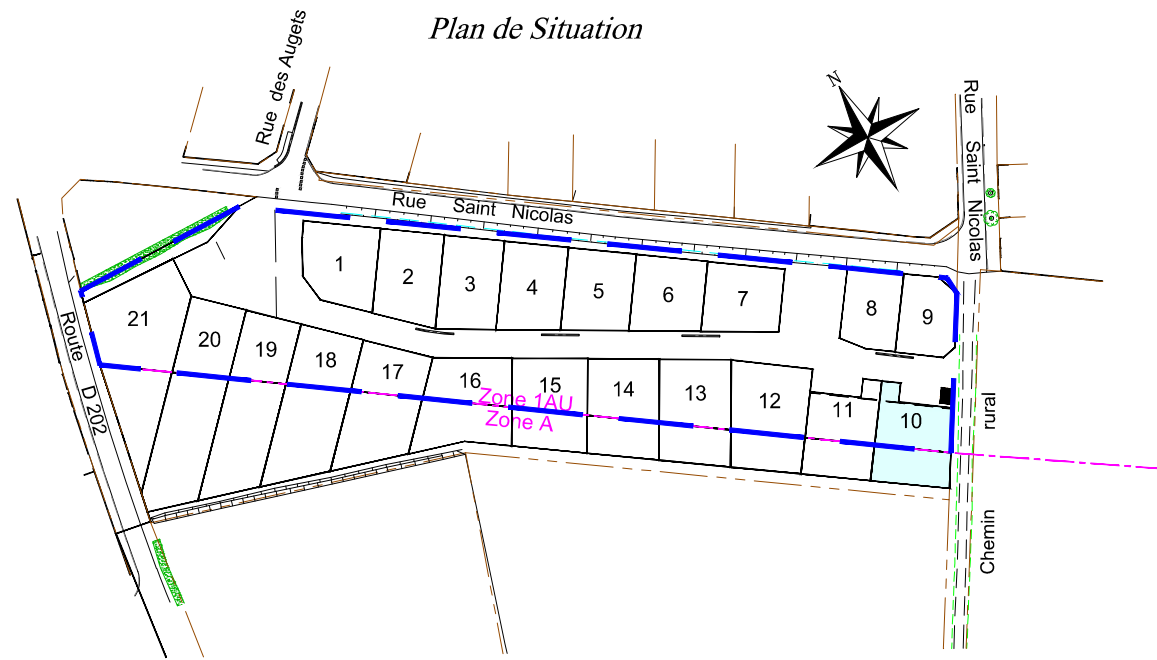 Plan de Situation
Rue des Augets
N
Rue Saint Nicolas
Rue Saint Nicolas
1
2
3
4
5
6
7
8
9
21
20
19
18
17
16
15
14
13
12
11
10
Zone 1AU
Zone A
Route D 202
Chemin rural